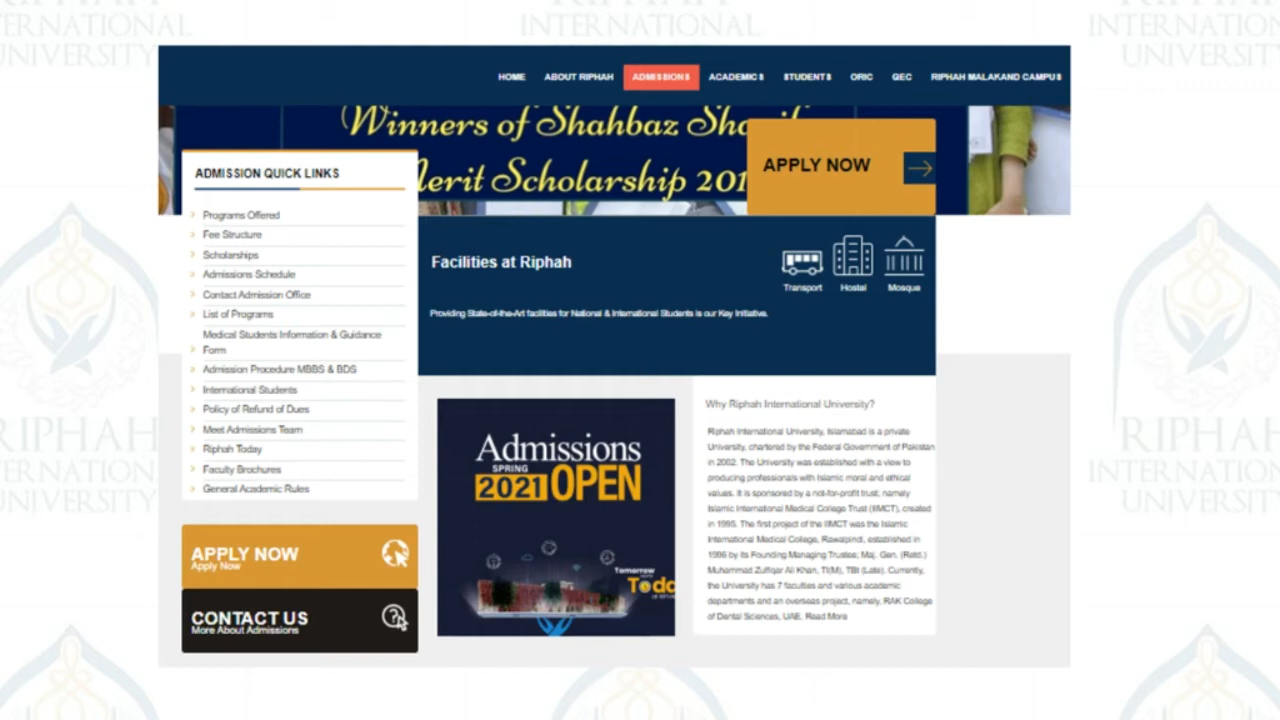 RIPHAH
INTERNATIONAL
UNIVERSITY
HOME ABOUT RIPHAH ADMISSIONS ACADEMICS STUDENTS ORIC QEC RIPHAH MALAKAND CAMPUS
Winners of Shahbaz
Merit Scholarship 201
APPLY NOW
ADMISSION QUICK LINKS
Programs Offered
Fee Structure
Scholarships
Admissions Schedule
Contact Admission Office
List of Programs
Medical Students Information & Guidance
Form
Admission Procedure MBBS & BDS
International Students
Policy of Refund of Dues
Meet Admissions Team
Riphah Today
Faculty Brochures
General Academic Rules
APPLY NOW
Apply Now
CONTACT US
More About Admissions
Facilities at Riphah
Transport Hostal Mosque
Providing State-of-the-Art facilities for National & International Students is our Key Initiative.
Admissions
SPRING
2021 OPEN
Tomorrow
Why Riphah International University?
Riphah International University, Islamabad is a private
University, chartered by the Federal Government of Pakistan
in 2002. The University was established with a view to
producing professionals with Islamic moral and ethical
values. It is sponsored by a not-for-profit trust, namely
Islamic International Medical College Trust (IIMCT), created
in 1995. The first project of the IIMCT was the Islamic
International Medical College, Rawalpindi, established in
1996 by its Founding Managing Trustee; Maj. Gen. (Retd.)
Muhammad Zulfiqar Ali Khan, TI(M), TBt (Late). Currently,
the University has 7 faculties and various academic
departments and an overseas project, namely, RAK College
of Dental Sciences, UAE. Read More
RIPHAH
INTERNATIONAL
UNIVERSITY